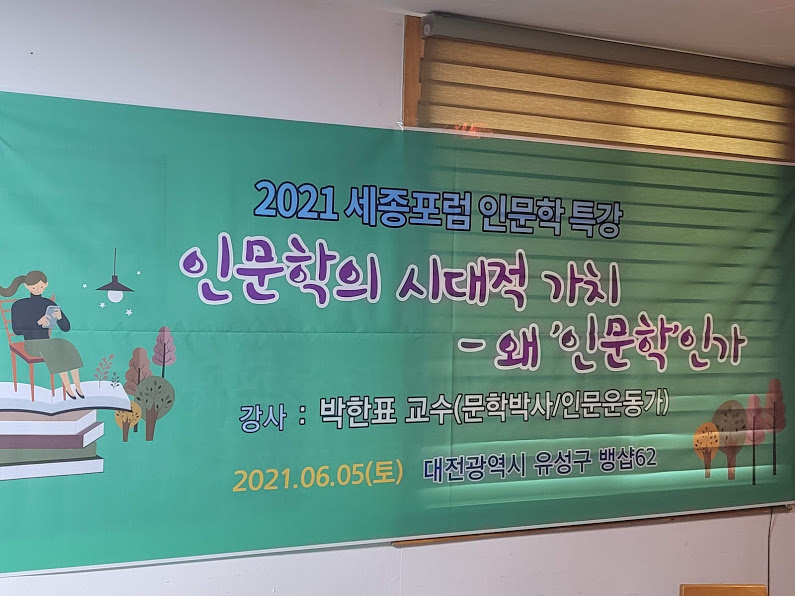 2021 세종포럼 인문학 특강
인문학의 시대적 가치
- 왜 '인문학'인가
강사 : 박한표 교수(문학박사/인문운동가)
2021.06.05(토) 대전광역시 유성구 뱅샾62